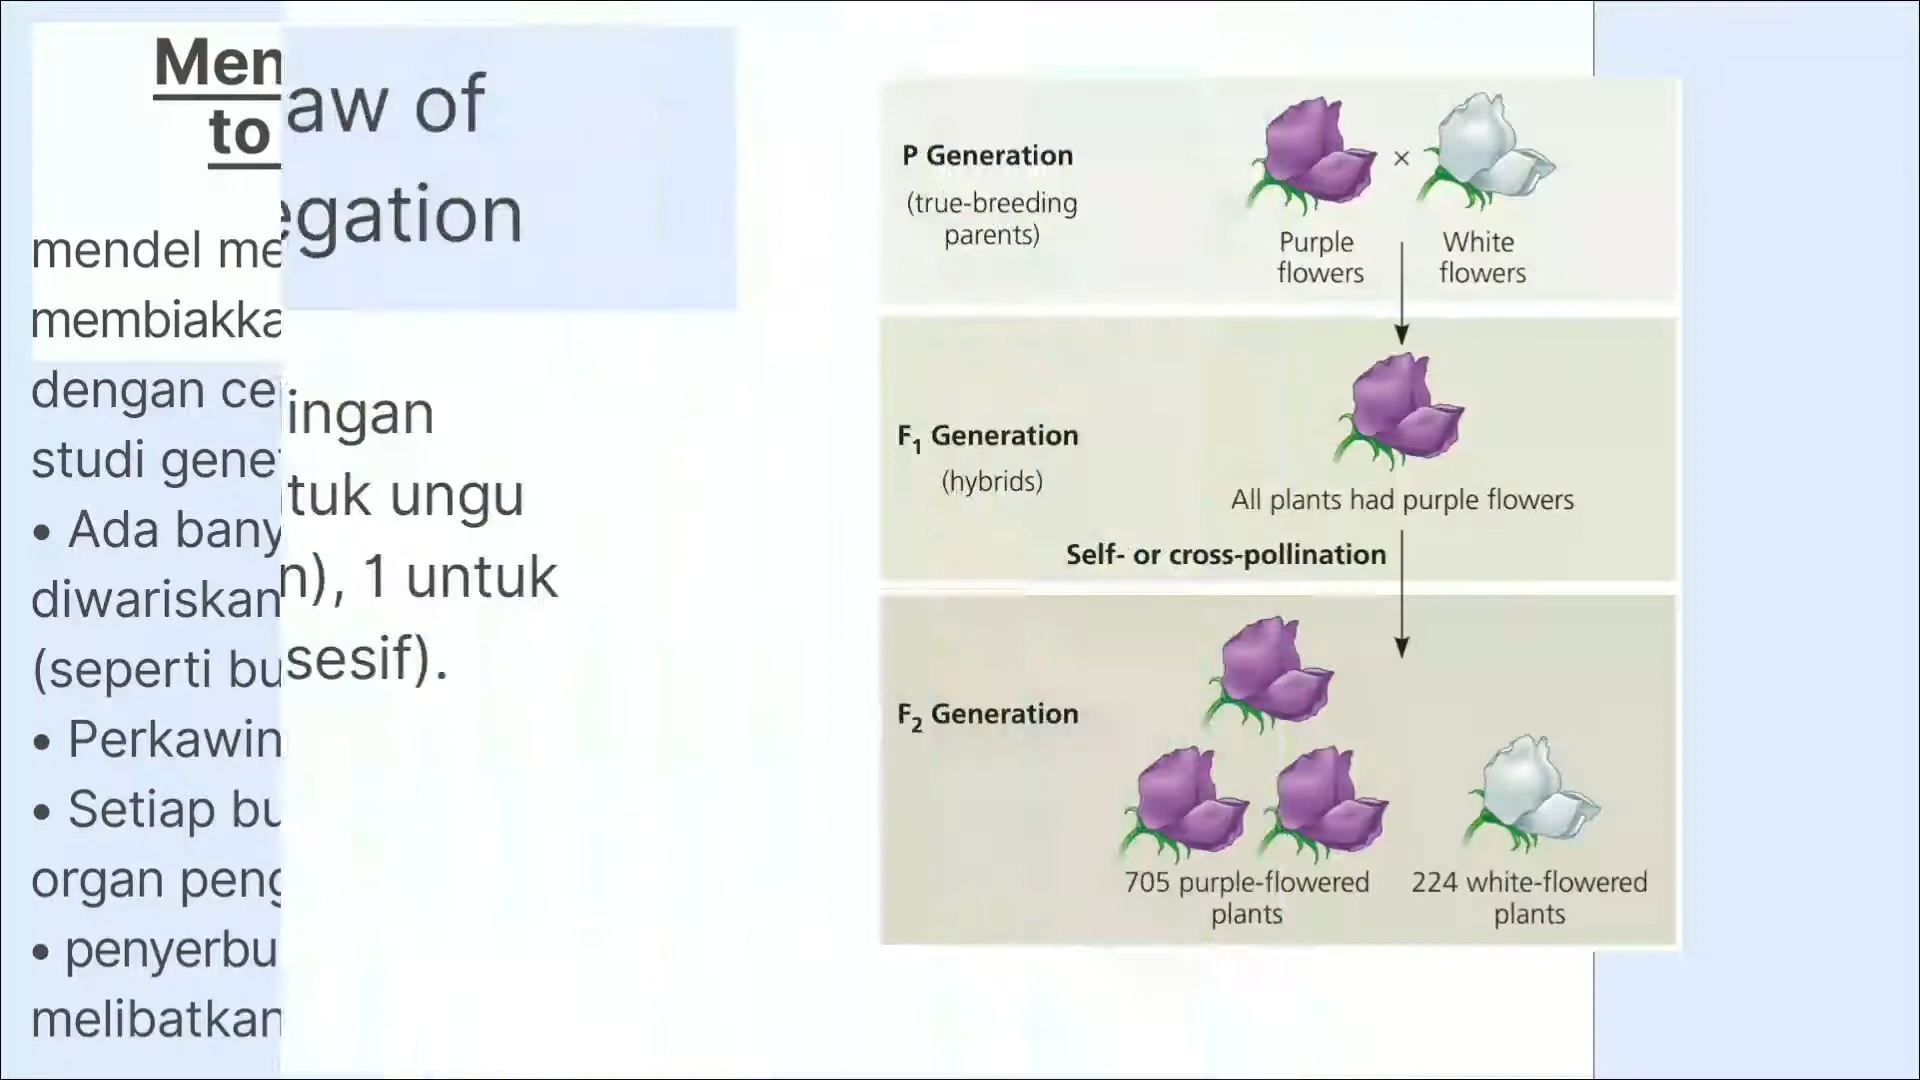 Men
to
mendel me
membiakka
dengan ce
studi gene
• Ada bany
diwariskan
(seperti bu
• Perkawin
• Setiap bu
organ peng
• penyerbu
melibatkan
aw of
egation
ingan
tuk ungu
n), 1 untuk
sesif).
P Generation
(true-breeding
parents)
×
Purple
flowers
White
flowers
F₁ Generation
(hybrids)
All plants had purple flowers
Self- or cross-pollination
F₂ Generation
705 purple-flowered
plants
224 white-flowered
plants